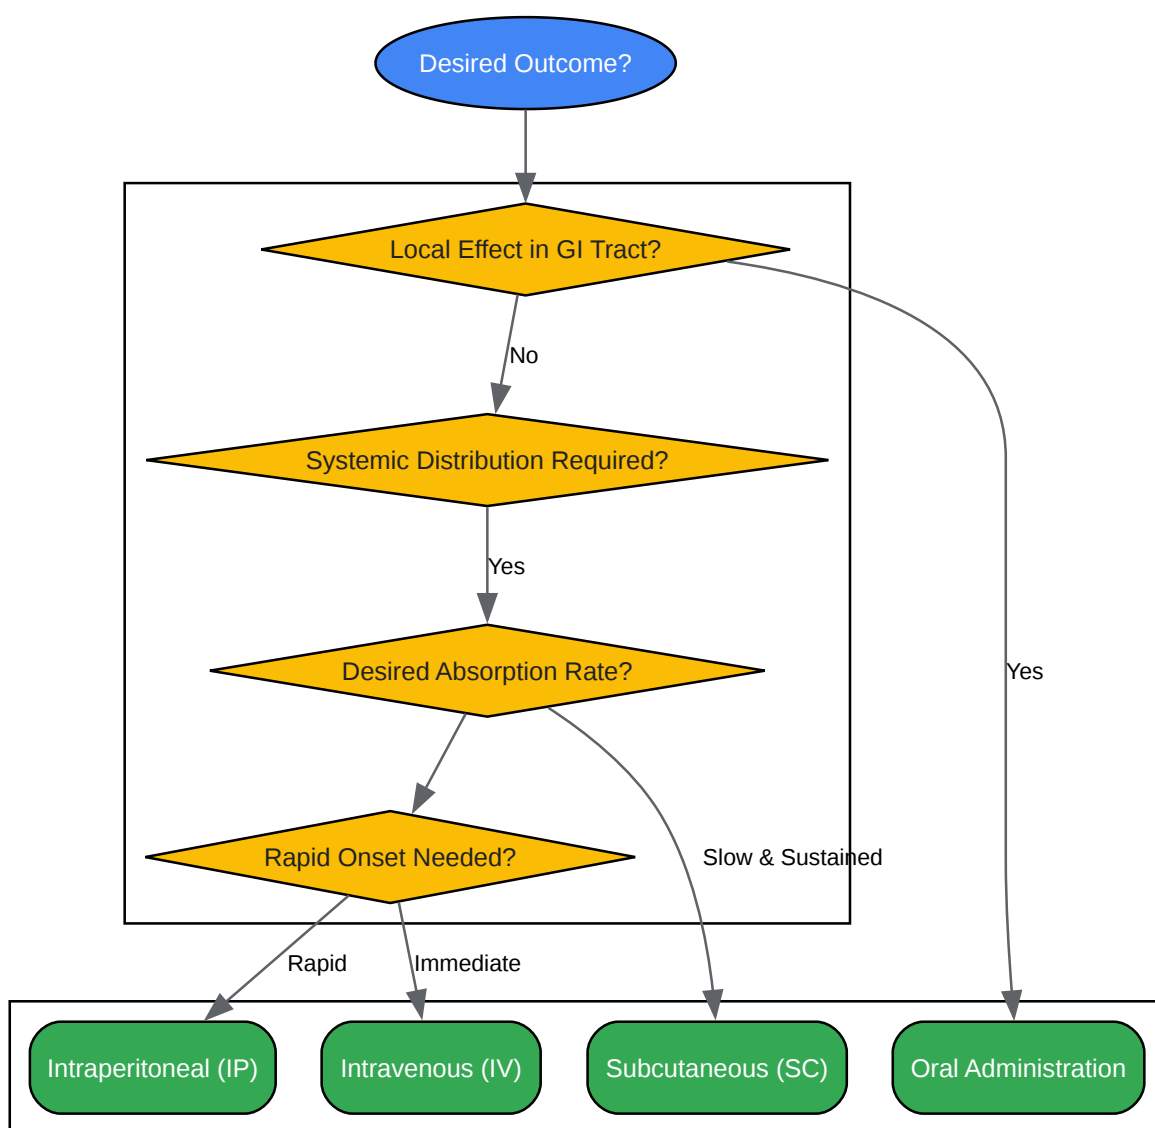 Desired Outcome?
Local Effect in GI Tract?
No
Systemic Distribution Required?
Yes
Desired Absorption Rate?
Yes
Rapid Onset Needed?
Slow & Sustained
Rapid
Immediate
Intraperitoneal (IP)
Intravenous (IV)
Subcutaneous (SC)
Oral Administration